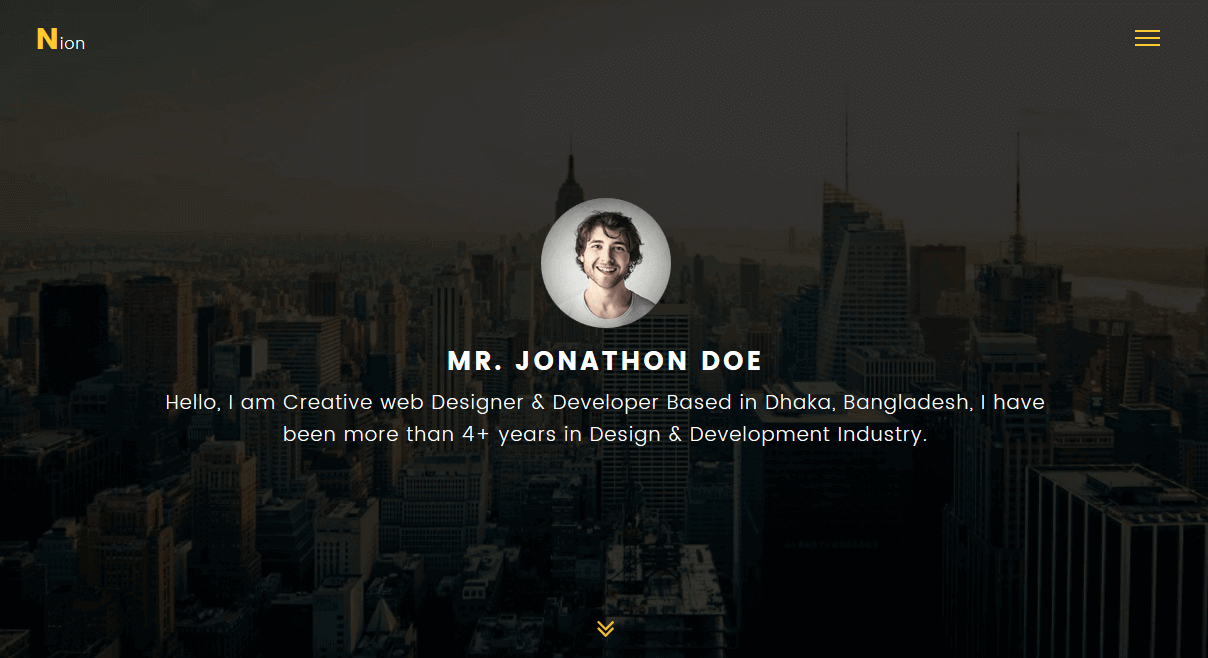 Nion
MR. JONATHON DOE
Hello, I am Creative web Designer & Developer Based in Dhaka, Bangladesh, I have
been more than 4+ years in Design & Development Industry.